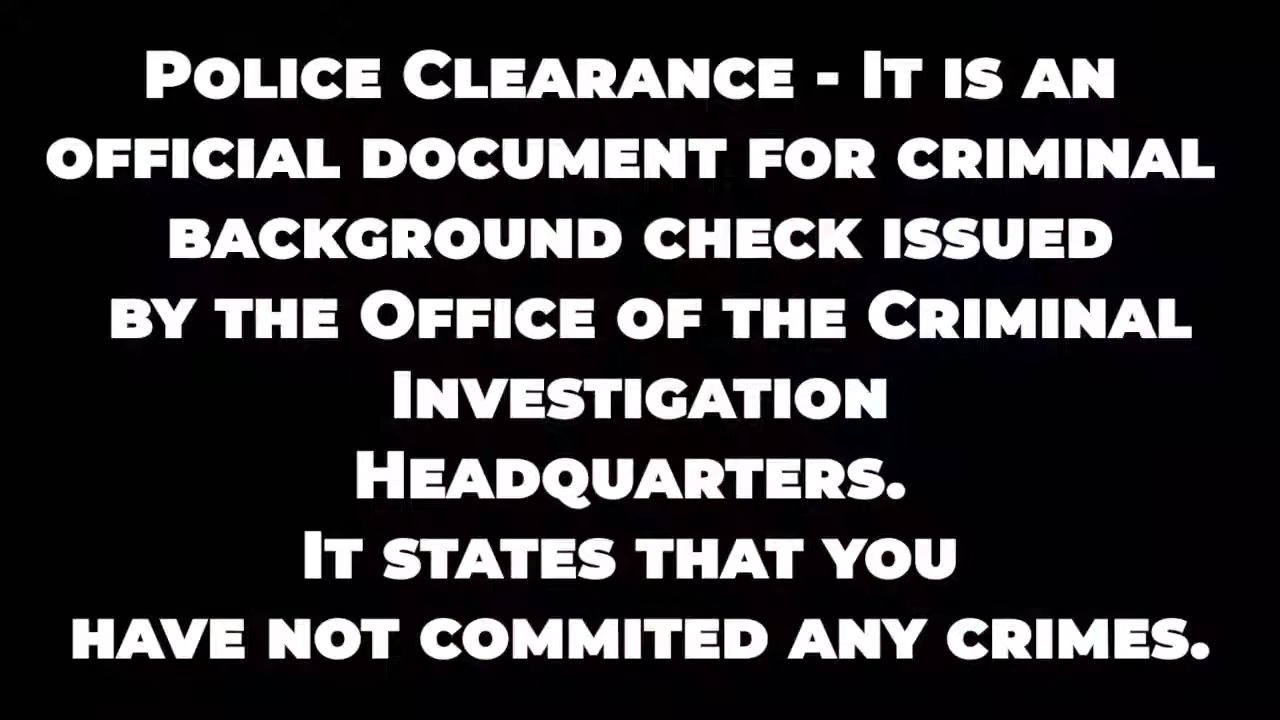 Police Clearance - It is an
official document for criminal
background check issued
by the Office of the Criminal
Investigation
Headquarters.
It states that you
have not commited any crimes.